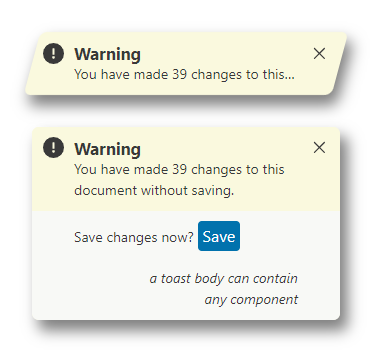 Warning
You have made 39 changes to this...
Warning
You have made 39 changes to this
document without saving.
Save changes now? Save
a toast body can contain
any component